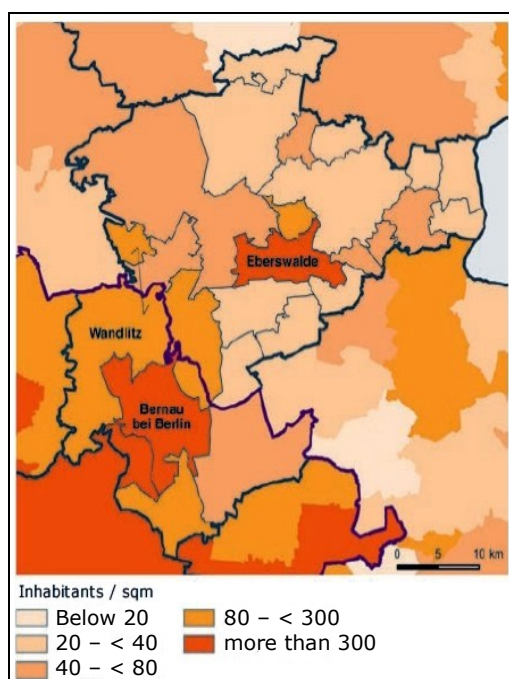 Eberswalde
Wandlitz
Bernau
bei Berlin
0 5 10 km
Inhabitants / sqm
Below 20
20 – < 40
40 – < 80
80 – < 300
more than 300